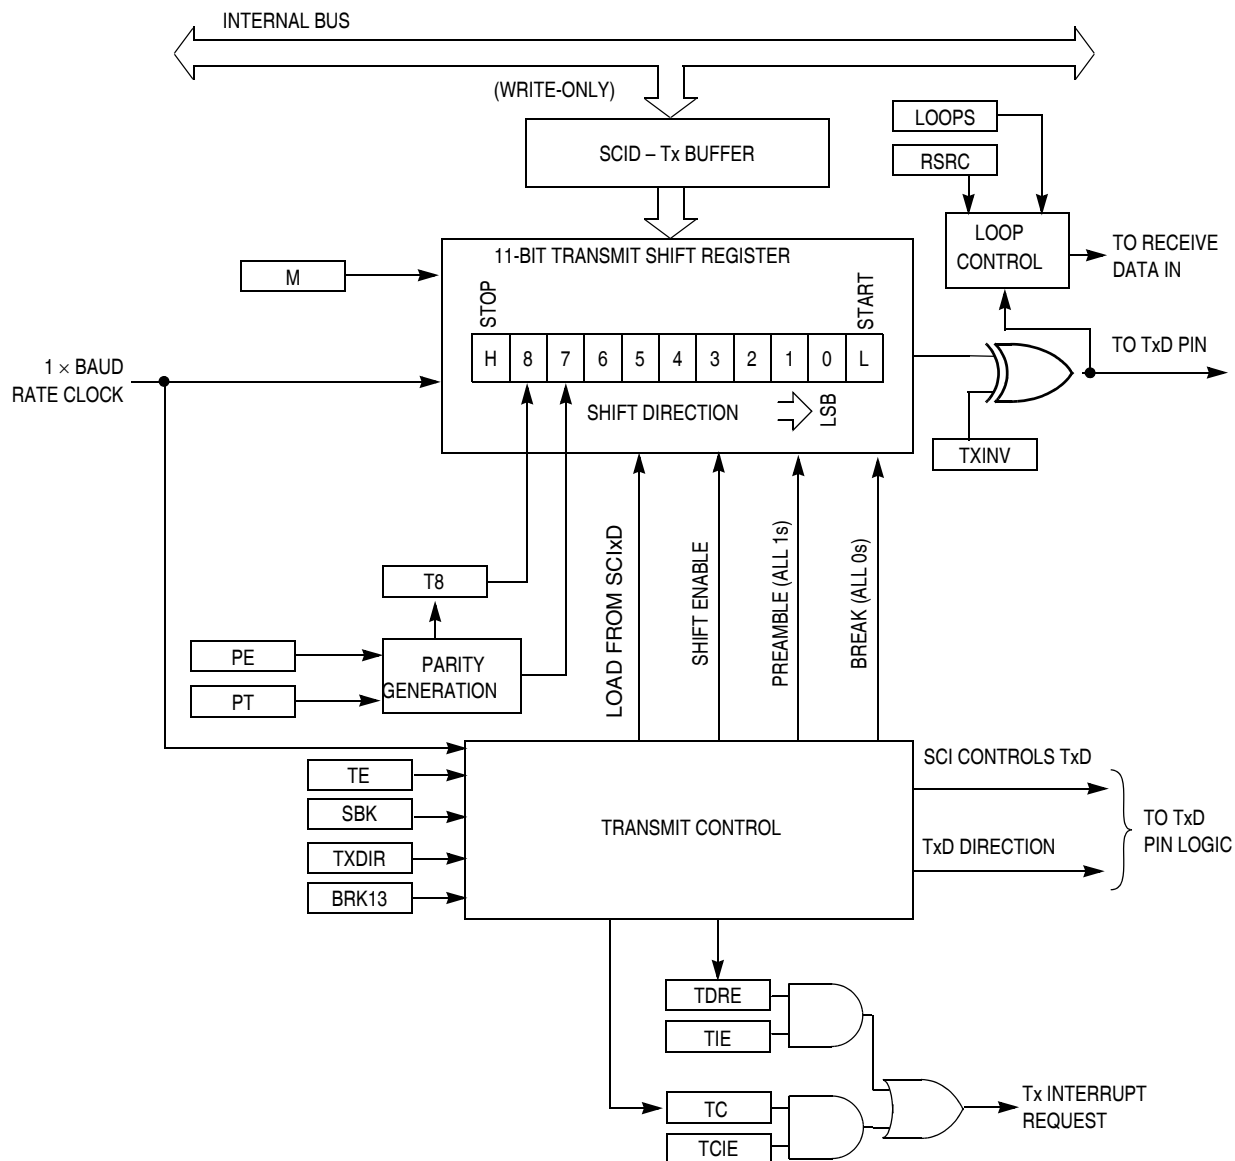 INTERNAL BUS
(WRITE-ONLY)
SCID – Tx BUFFER
LOOPS
RSRC
LOOP
CONTROL
TO RECEIVE
DATA IN
11-BIT TRANSMIT SHIFT REGISTER
M
STOP
START
H 8 7 6 5 4 3 2 1 0 L
1 × BAUD
RATE CLOCK
TO TxD PIN
SHIFT DIRECTION
LSB
TXINV
LOAD FROM SCIxD
SHIFT ENABLE
PREAMBLE (ALL 1s)
BREAK (ALL 0s)
T8
PE
PT
PARITY
GENERATION
TE
SBK
TXDIR
BRK13
TRANSMIT CONTROL
SCI CONTROLS TxD
TxD DIRECTION
TO TxD
PIN LOGIC
TDRE
TIE
TC
TCIE
Tx INTERRUPT
REQUEST